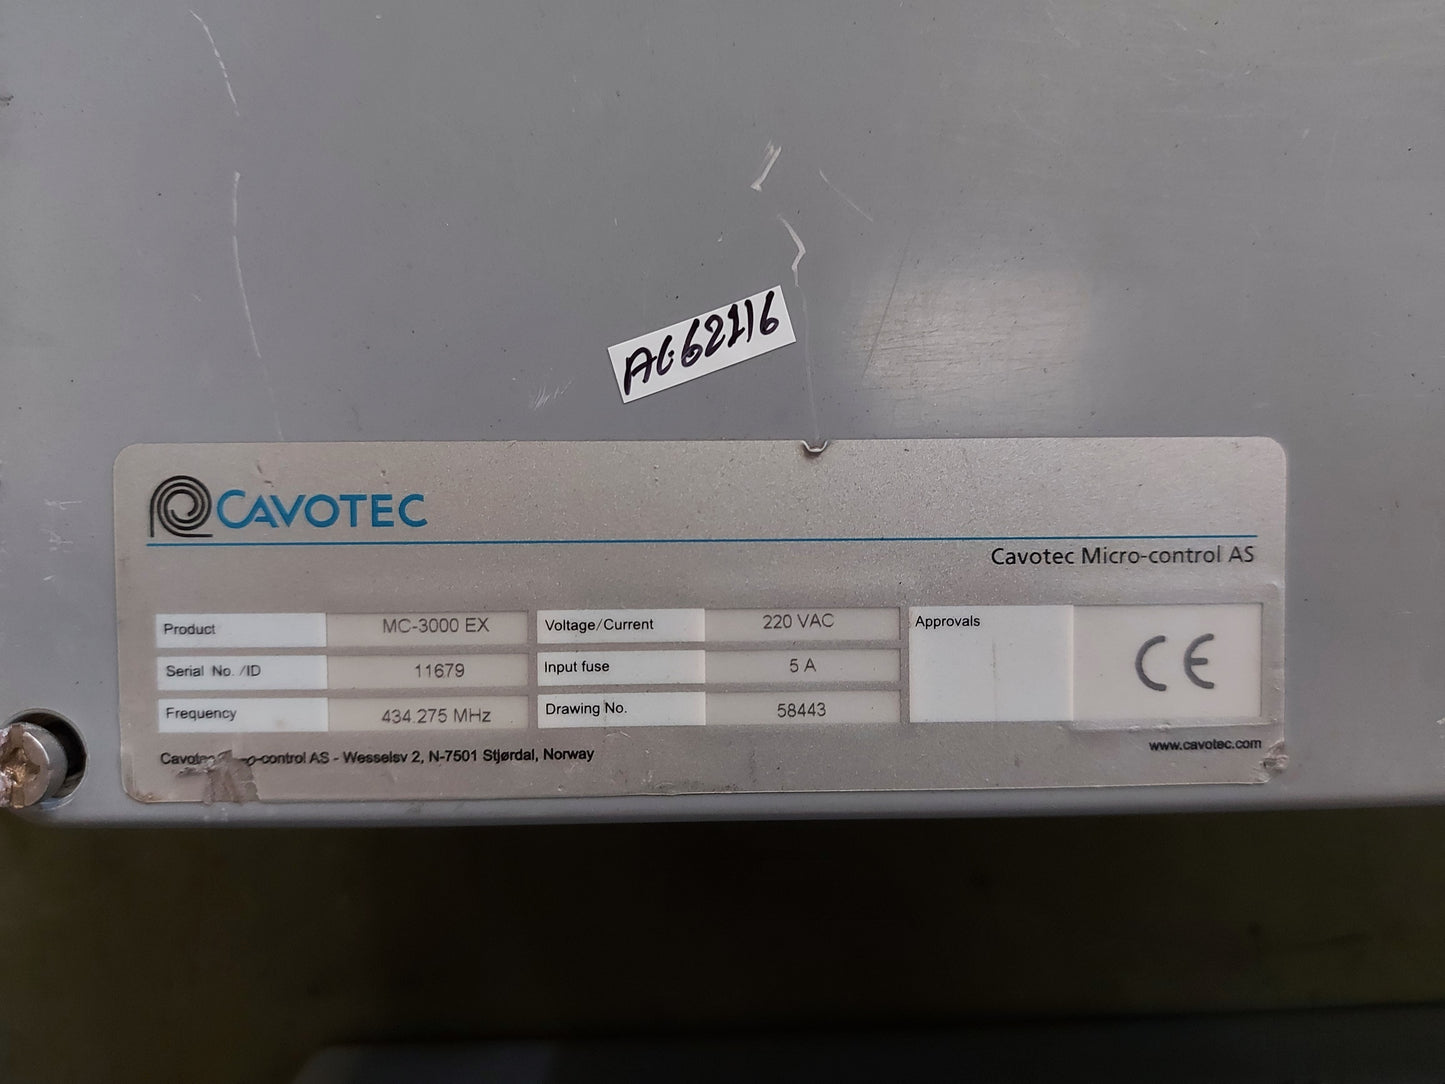 AC62116
CAVOTEC
Cavotec Micro-control AS
Product MC-3000 EX Voltage/Current 220 VAC Approvals CE
Serial No. /ID 11679 Input fuse 5 A
Frequency 434.275 MHz Drawing No. 58443
-control AS - Wesselsv 2, N-7501 Stjørdal, Norway www.cavotec.com